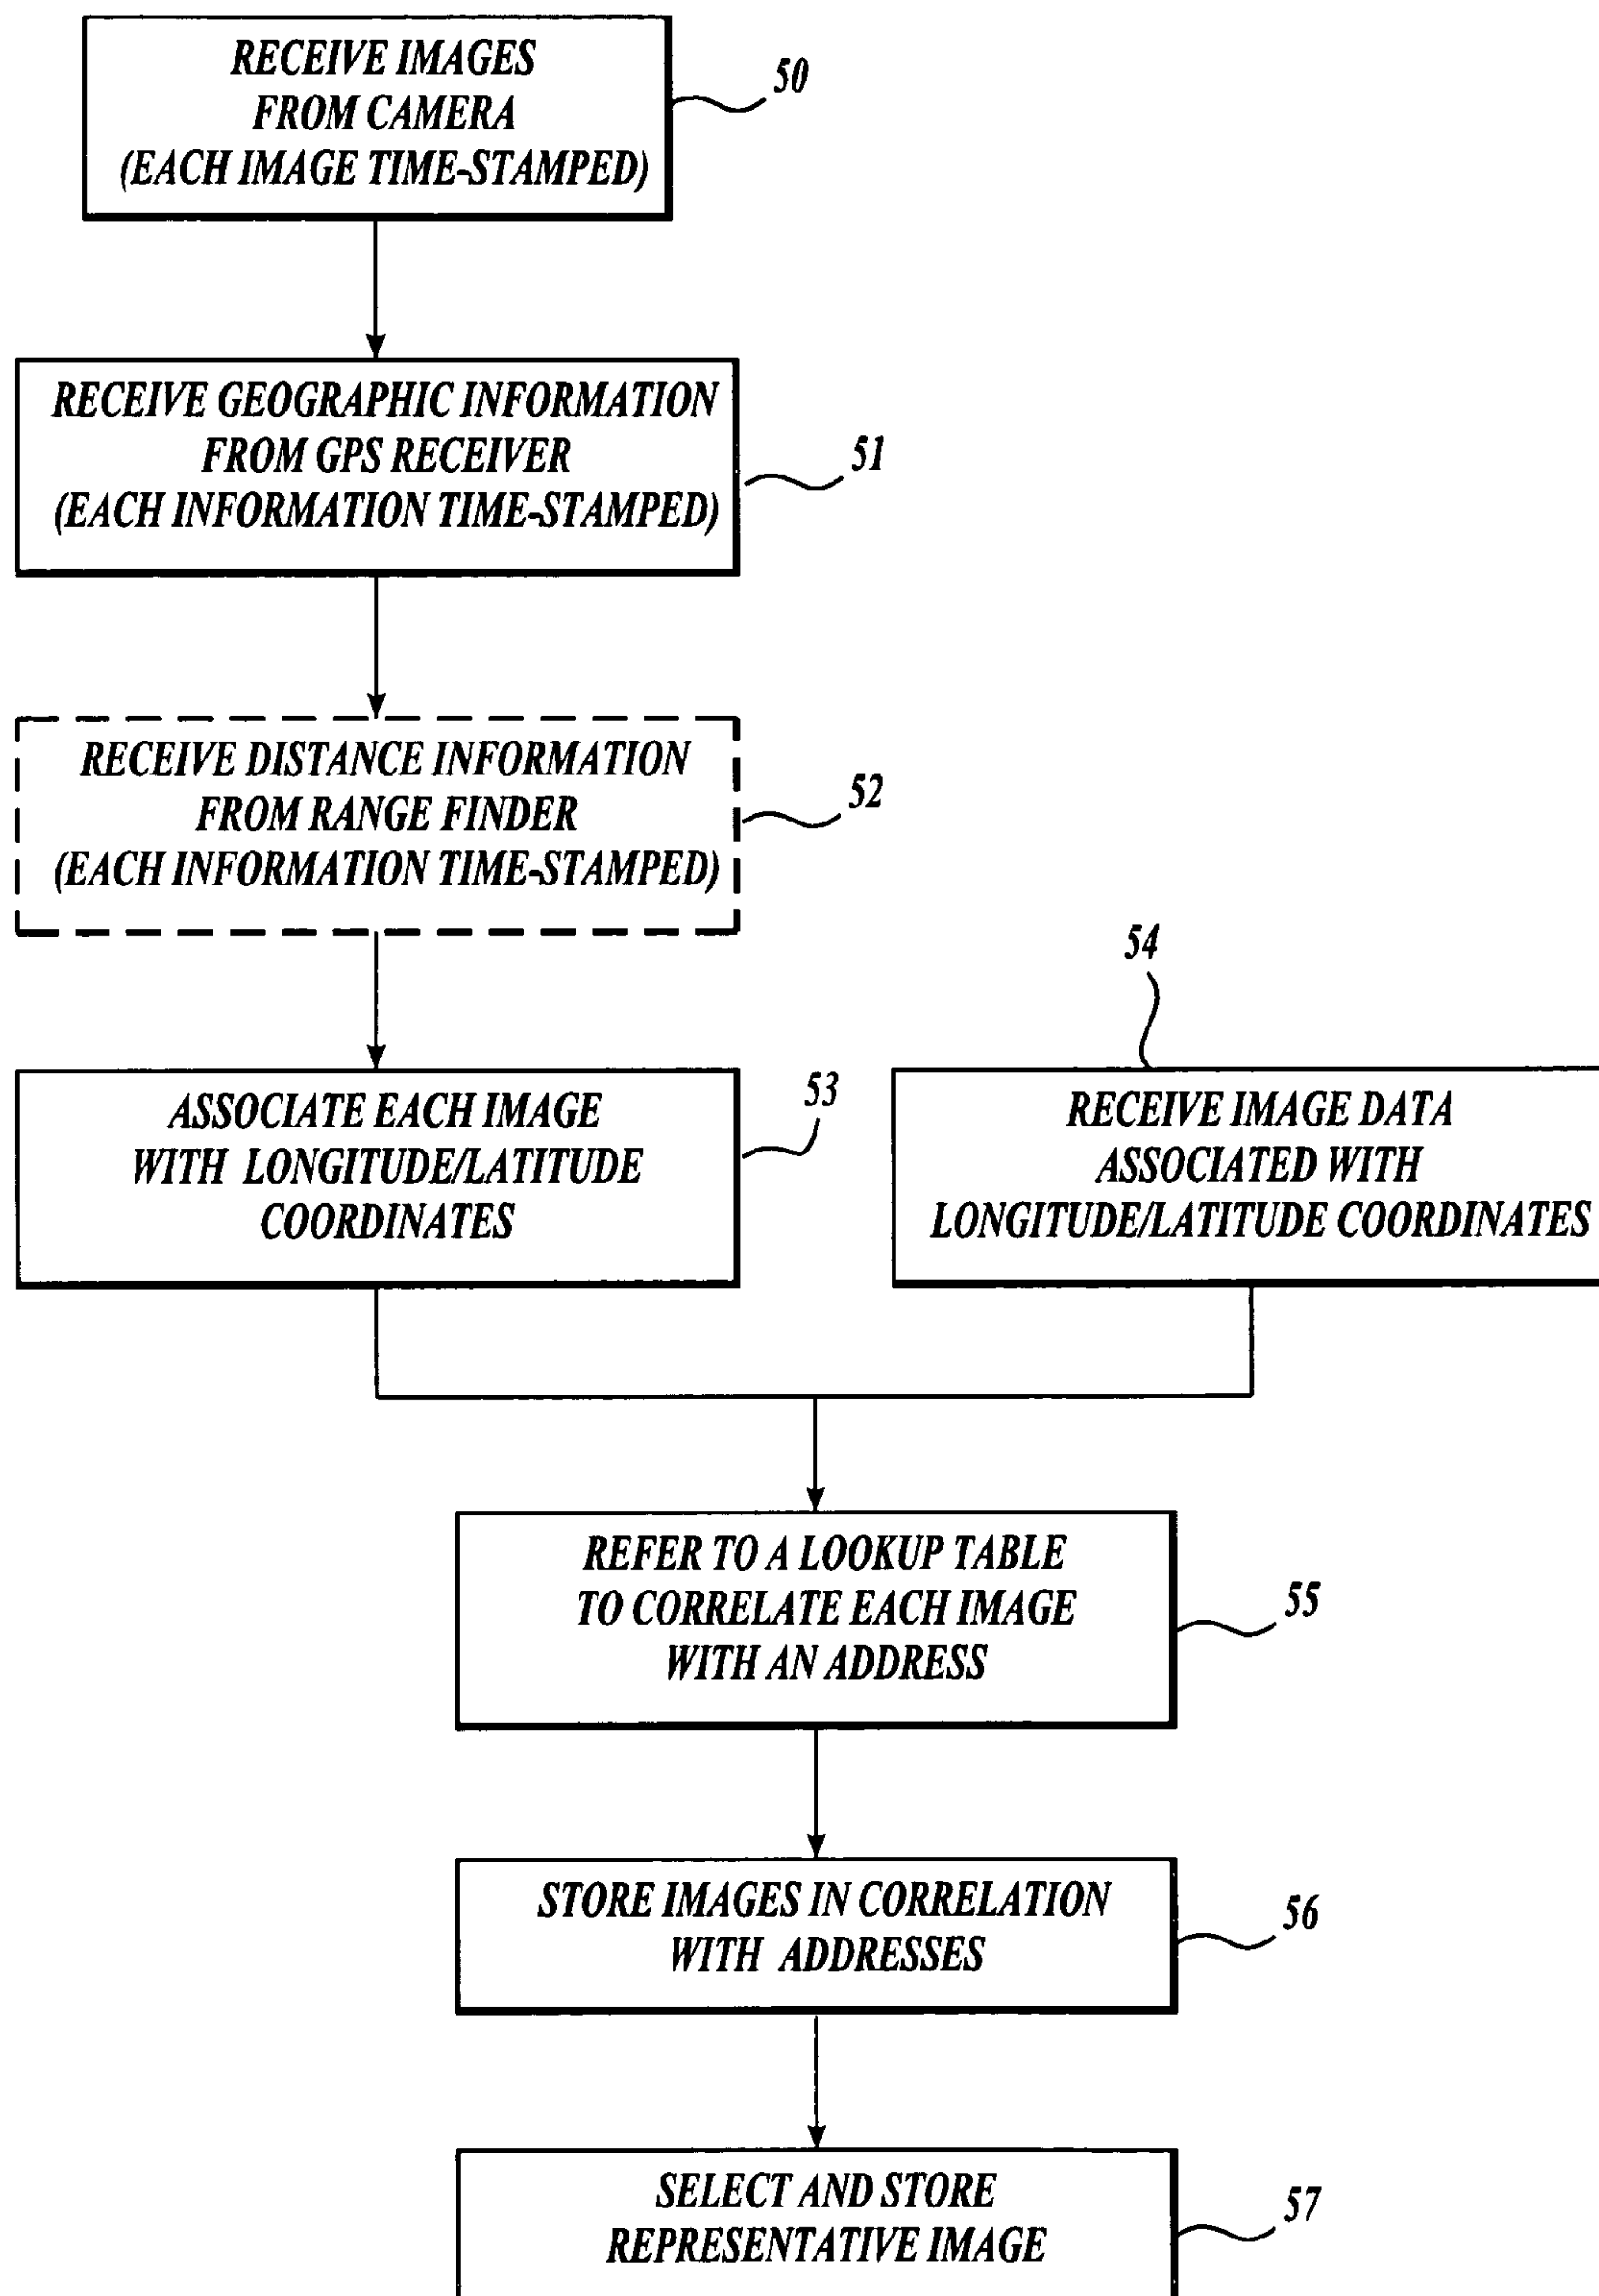 RECEIVE IMAGES
FROM CAMERA
(EACH IMAGE TIME-STAMPED)
50
RECEIVE GEOGRAPHIC INFORMATION
FROM GPS RECEIVER
(EACH INFORMATION TIME-STAMPED)
51
RECEIVE DISTANCE INFORMATION
FROM RANGE FINDER
(EACH INFORMATION TIME-STAMPED)
52
ASSOCIATE EACH IMAGE
WITH LONGITUDE/LATITUDE
COORDINATES
53
54
RECEIVE IMAGE DATA
ASSOCIATED WITH
LONGITUDE/LATITUDE COORDINATES
REFER TO A LOOKUP TABLE
TO CORRELATE EACH IMAGE
WITH AN ADDRESS
55
STORE IMAGES IN CORRELATION
WITH ADDRESSES
56
SELECT AND STORE
REPRESENTATIVE IMAGE
57